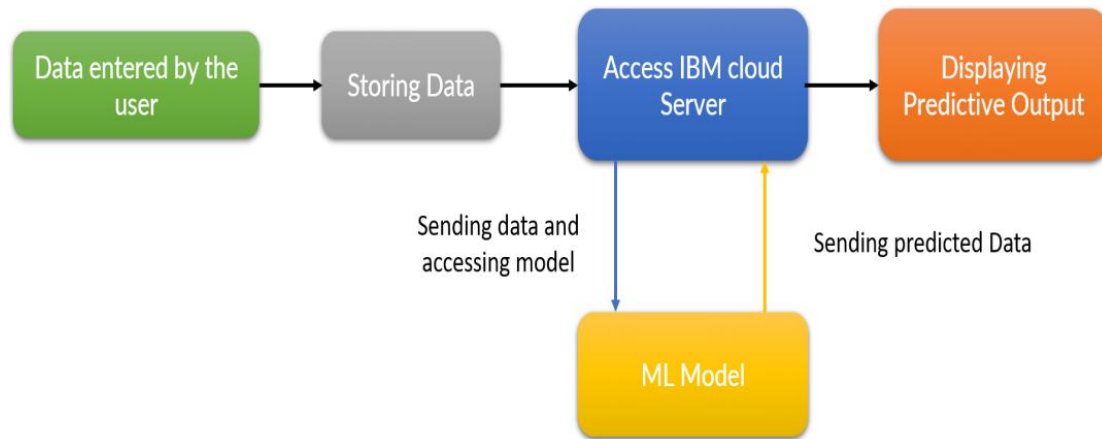 Data entered by the
user
Storing Data
Access IBM cloud
Server
Displaying
Predictive Output
Sending data and
accessing model
Sending predicted Data
ML Model